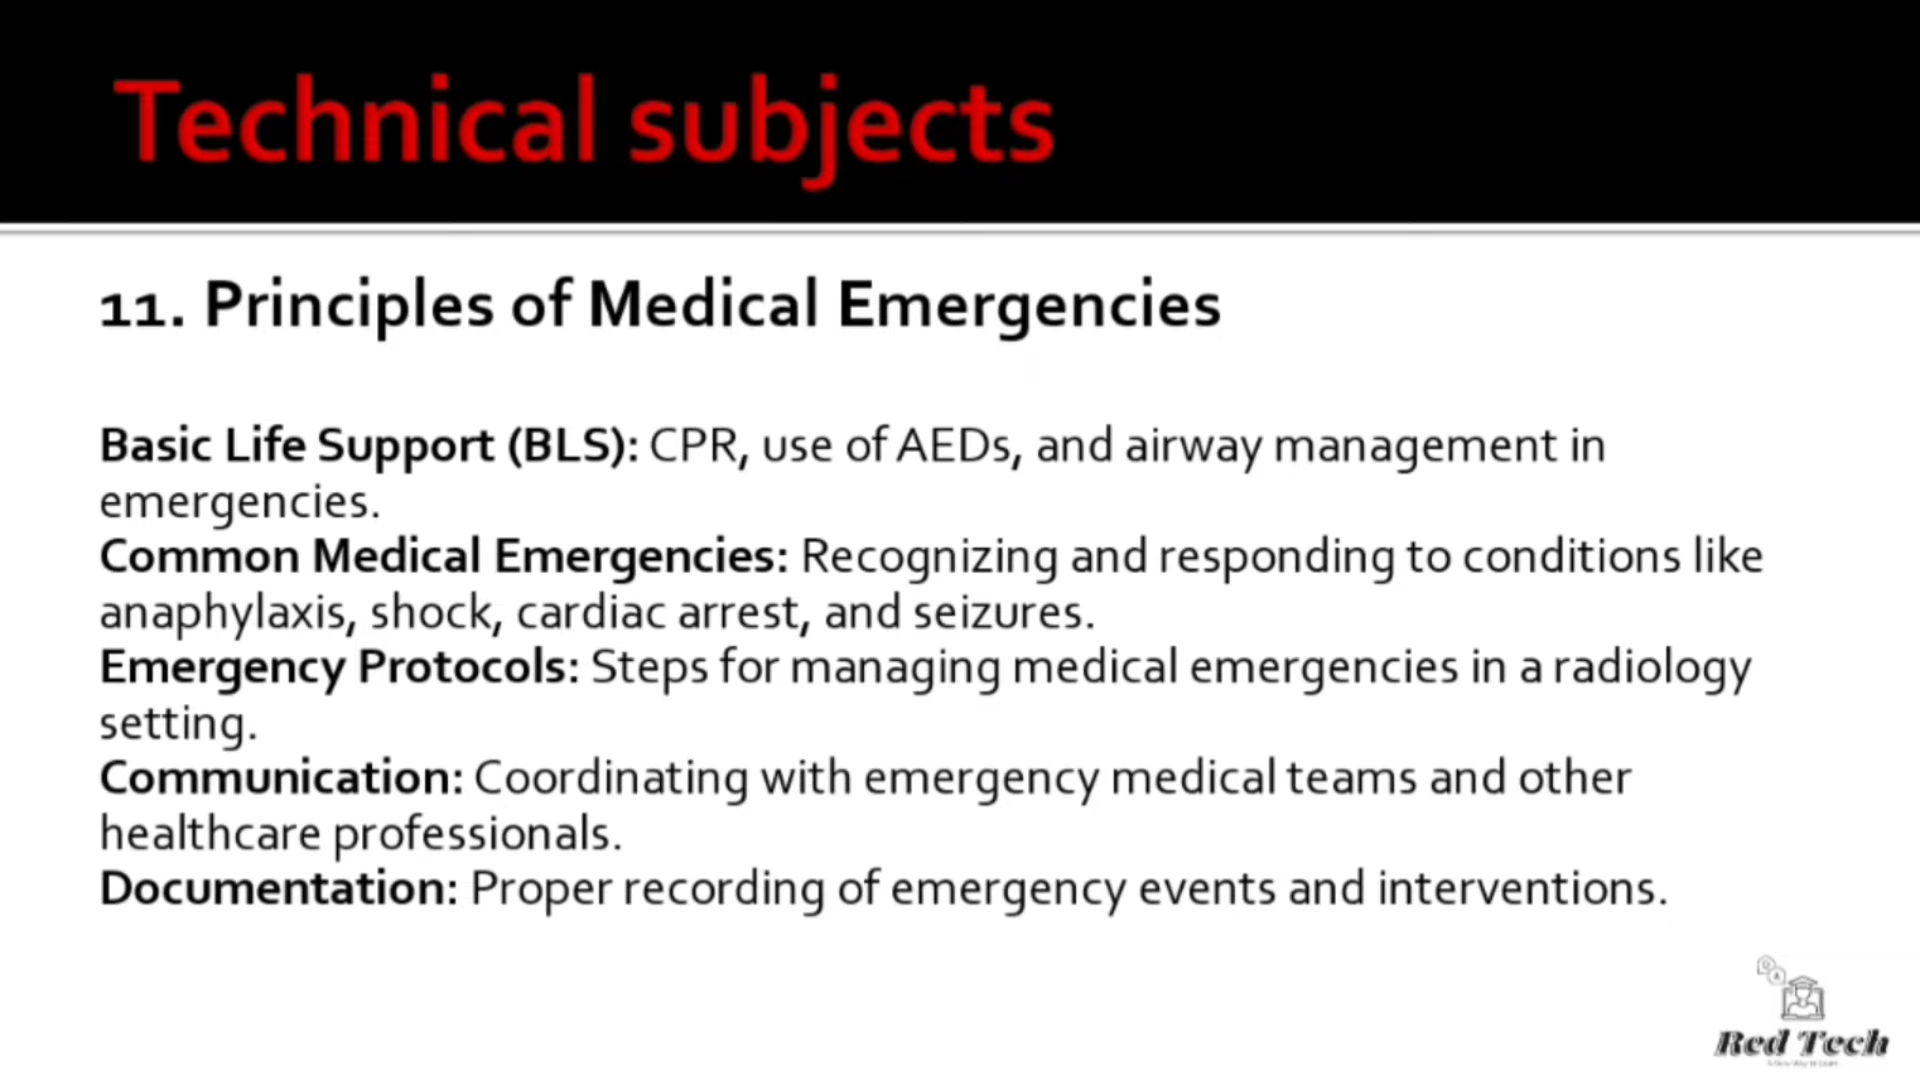 Technical subjects
11. Principles of Medical Emergencies
Basic Life Support (BLS): CPR, use of AEDs, and airway management in
emergencies.
Common Medical Emergencies: Recognizing and responding to conditions like
anaphylaxis, shock, cardiac arrest, and seizures.
Emergency Protocols: Steps for managing medical emergencies in a radiology
setting.
Communication: Coordinating with emergency medical teams and other
healthcare professionals.
Documentation: Proper recording of emergency events and interventions.
Red Tech